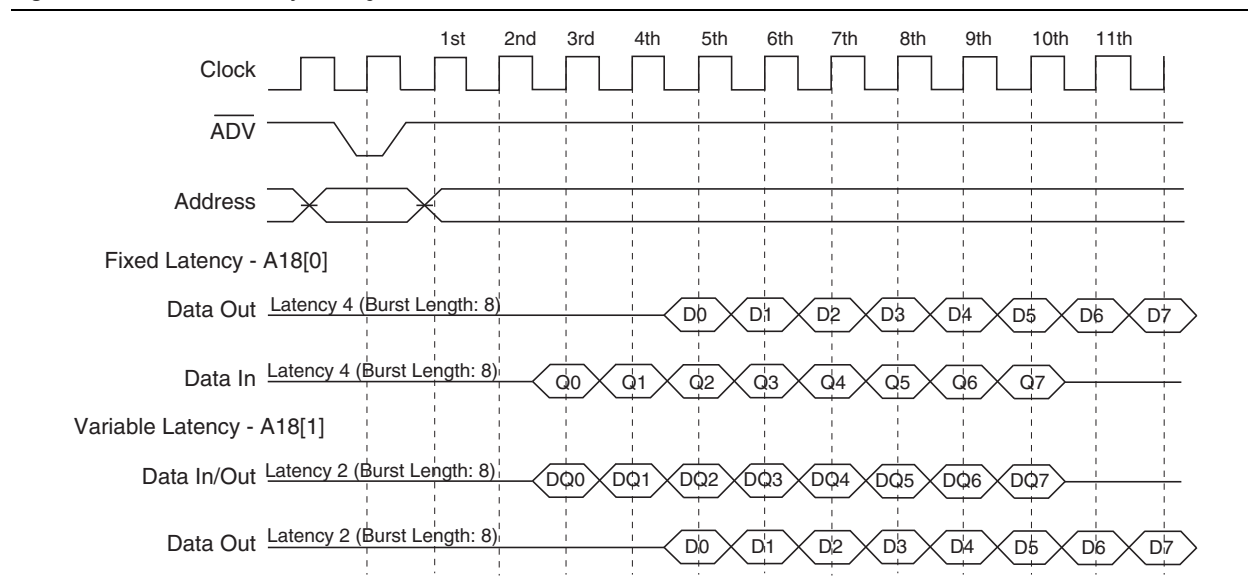 1st 2nd 3rd 4th 5th 6th 7th 8th 9th 10th 11th
Clock
ADV
Address
Fixed Latency - A18[0]
Data Out Latency 4 (Burst Length: 8) D0 D1 D2 D3 D4 D5 D6 D7
Data In Latency 4 (Burst Length: 8) Q0 Q1 Q2 Q3 Q4 Q5 Q6 Q7
Variable Latency - A18[1]
Data In/Out Latency 2 (Burst Length: 8) DQ0 DQ1 DQ2 DQ3 DQ4 DQ5 DQ6 DQ7
Data Out Latency 2 (Burst Length: 8) D0 D1 D2 D3 D4 D5 D6 D7